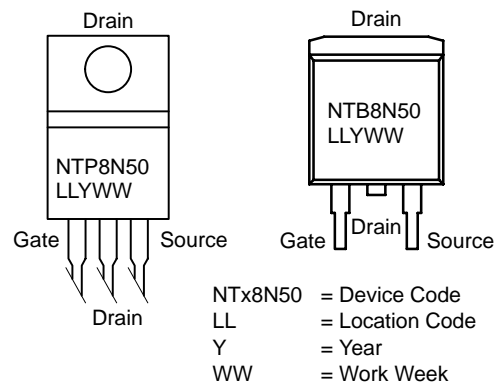 Drain
NTP8N50
LLYWW
Gate
Source
Drain
Drain
NTB8N50
LLYWW
Gate
Drain
Source
NTx8N50 = Device Code
LL = Location Code
Y = Year
WW = Work Week